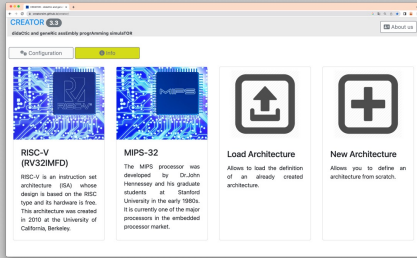 CREATOR 3.3
didaCtic and geneRic assEmbly progrAmming simulaTOR
About us
Configuration
Info
RISC-V
MIPS-32
RISC-V
(RV32IMFD)
RISC-V is an instruction set
architecture (ISA) whose
design is based on the RISC
type and its hardware is free.
This architecture was created
in 2010 at the University of
California, Berkeley.
MIPS-32
The MIPS processor was
developed by Dr.John
Hennessey and his graduate
students at Stanford
University in the early 1980s.
It is currently one of the major
processors in the embedded
processor market.
Load Architecture
Allows to load the definition
of an already created
architecture.
New Architecture
Allows you to define an
architecture from scratch.